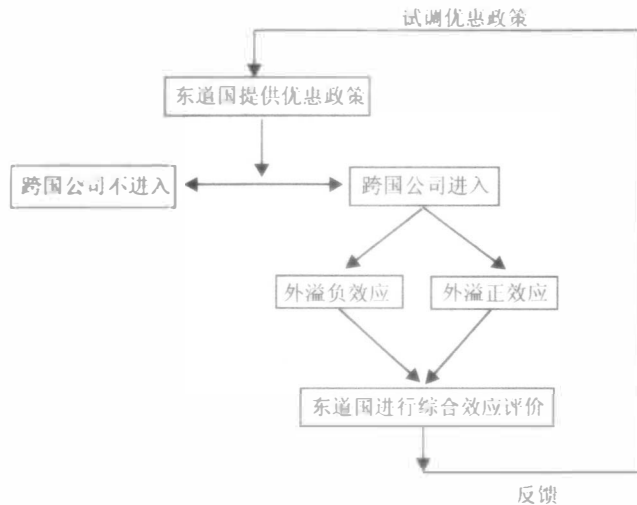 试调优惠政策
东道国提供优惠政策
跨国公司不进入
跨国公司进入
外溢负效应
外溢正效应
东道国进行综合效应评价
反馈